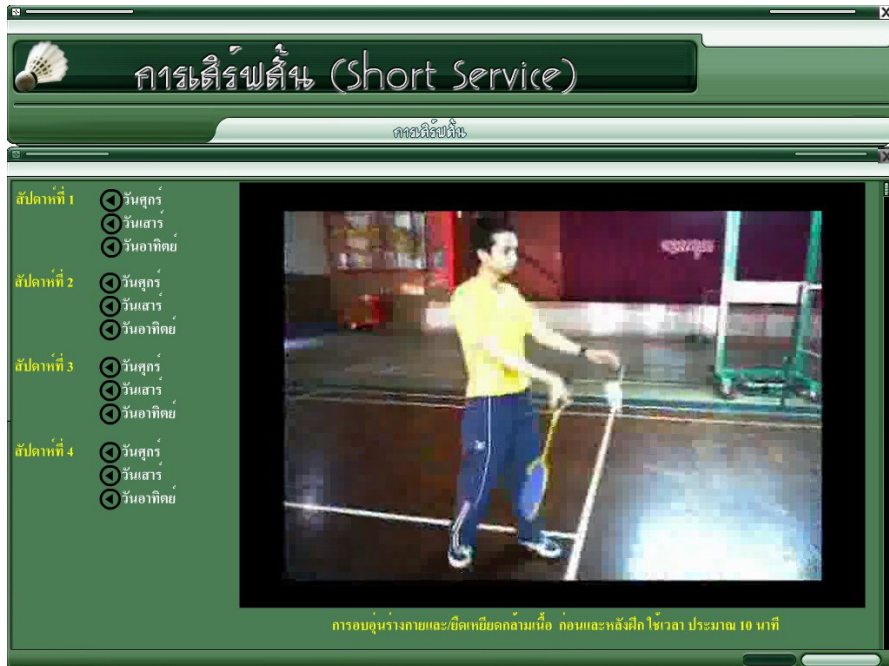 การเสิร์ฟสั้น (Short Service)
การเสิร์ฟสั้น
สัปดาห์ที่ 1
วันศุกร์
วันเสาร์
วันอาทิตย์
สัปดาห์ที่ 2
วันศุกร์
วันเสาร์
วันอาทิตย์
สัปดาห์ที่ 3
วันศุกร์
วันเสาร์
วันอาทิตย์
สัปดาห์ที่ 4
วันศุกร์
วันเสาร์
วันอาทิตย์
การอบอุ่นร่างกายและ/ยืดเหยียดกล้ามเนื้อ ก่อนและหลังฝึก ใช้เวลา ประมาณ 10 นาที